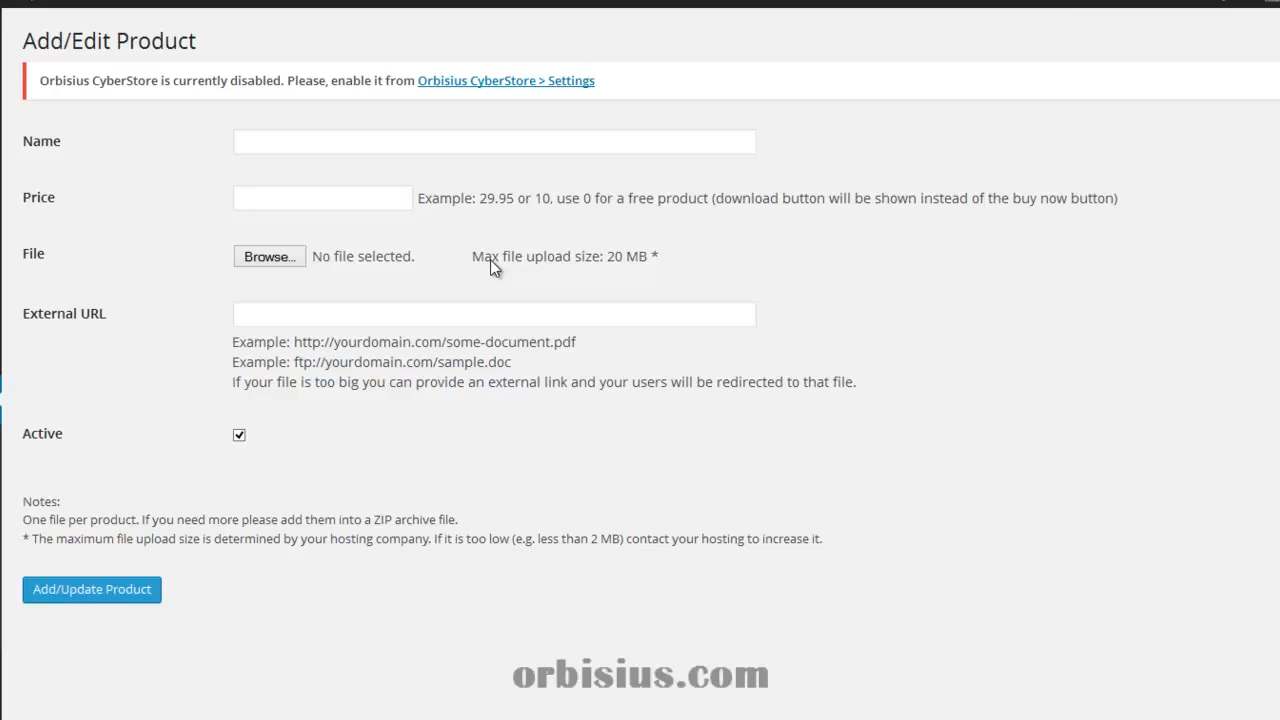 Add/Edit Product
Orbisius CyberStore is currently disabled. Please, enable it from Orbisius CyberStore > Settings
Name
Price
Example: 29.95 or 10, use 0 for a free product (download button will be shown instead of the buy now button)
File
Browse... No file selected. Max file upload size: 20 MB *
External URL
Example: http://yourdomain.com/some-document.pdf
Example: ftp://yourdomain.com/sample.doc
If your file is too big you can provide an external link and your users will be redirected to that file.
Active
Notes:
One file per product. If you need more please add them into a ZIP archive file.
* The maximum file upload size is determined by your hosting company. If it is too low (e.g. less than 2 MB) contact your hosting to increase it.
Add/Update Product
orbisius.com